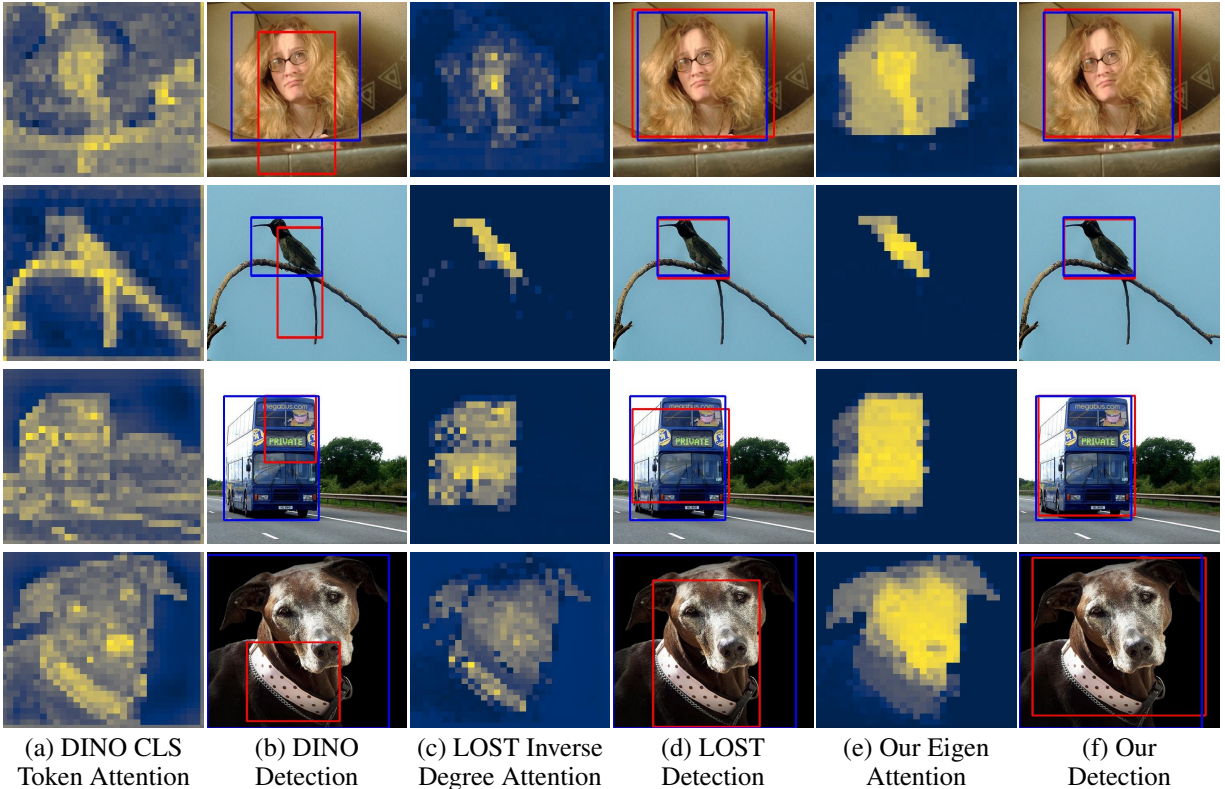 megabus.com
PRIVATE
megabus.com
PRIVATE
megabus.com
PRIVATE
(a) DINO CLS
Token Attention
(b) DINO
Detection
(c) LOST Inverse
Degree Attention
(d) LOST
Detection
(e) Our Eigen
Attention
(f) Our
Detection